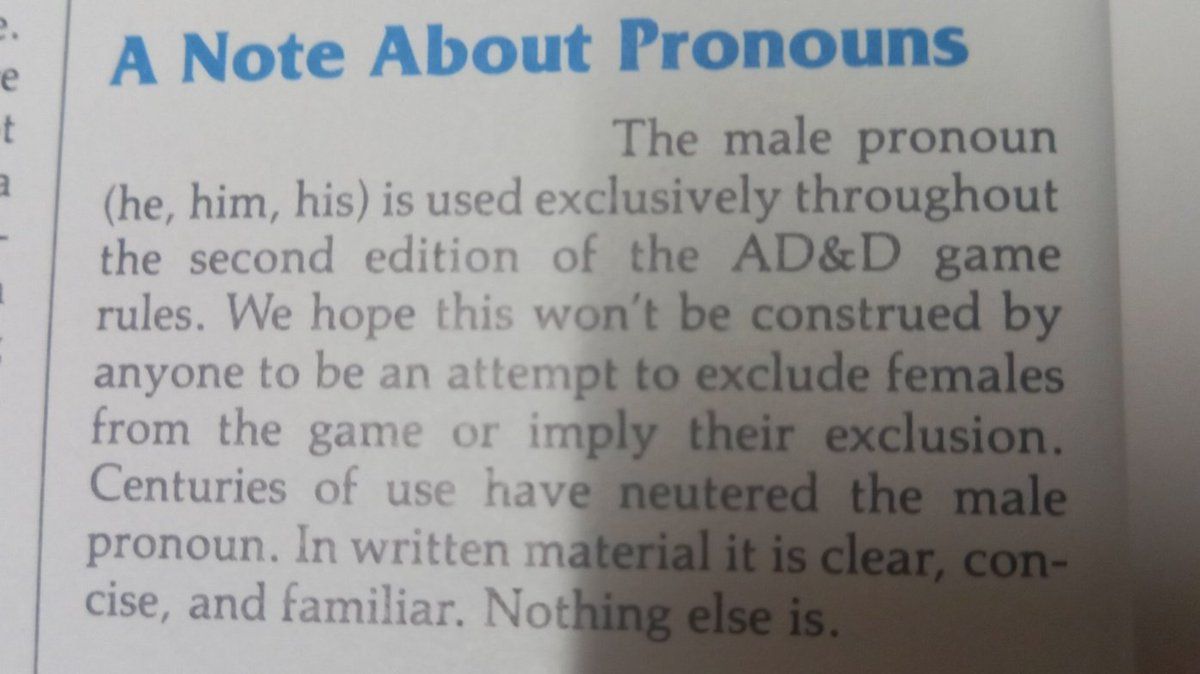 A Note About Pronouns
The male pronoun
(he, him, his) is used exclusively throughout
the second edition of the AD&D game
rules. We hope this won't be construed by
anyone to be an attempt to exclude females
from the game or imply their exclusion.
Centuries of use have neutered the male
pronoun. In written material it is clear, con-
cise, and familiar. Nothing else is.